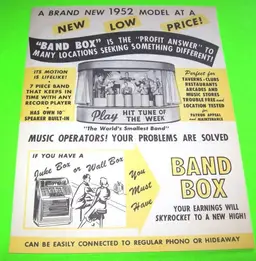 A BRAND NEW 1952 MODEL AT A
NEW LOW PRICE!
"BAND BOX" IS THE "PROFIT ANSWER" TO
MANY LOCATIONS SEEKING SOMETHING DIFFERENT!
ITS MOTION
IS LIFELIKE!
7 PIECE BAND
THAT KEEPS IN
TIME WITH ANY
RECORD PLAYER
HAS OWN 10"
SPEAKER BUILT-IN
Perfect for
TAVERNS - CLUBS
RESTAURANTS
ARCADES AND
MUSIC STORES
TROUBLE FREE AND
LOCATION TESTED
FOR
APPEAL
AND MAINTENANCE
Play HIT TUNE OF
THE WEEK
"The World's Smallest Band"
MUSIC OPERATORS! YOUR PROBLEMS ARE SOLVED
IF YOU HAVE A
Juke Box or Wall Box
You
Must
Have
BAND
BOX
YOUR EARNINGS WILL
SKYROCKET TO A NEW HIGH!
CAN BE EASILY CONNECTED TO REGULAR PHONO OR HIDEAWAY